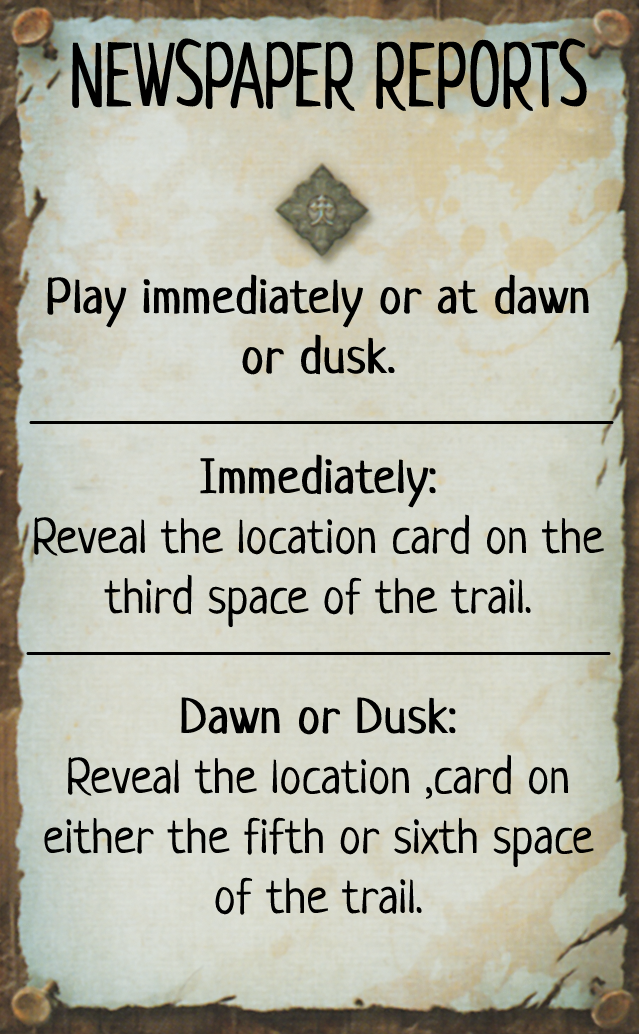 NEWSPAPER REPORTS
Play immediately or at dawn
or dusk.
Immediately:
Reveal the location card on the
third space of the trail.
Dawn or Dusk:
Reveal the location ,card on
either the fifth or sixth space
of the trail.